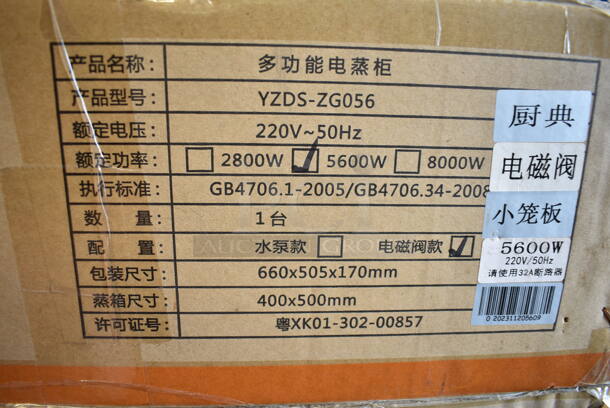 产品名称： 多功能电蒸柜
产品型号： YZDS-ZG056
额定电压： 220V~50Hz
额定功率： 2800W 5600W 8000W
执行标准： GB4706.1-2005/GB4706.34-2008
数 量： 1台
配 置： 水泵款 电磁阀款
包装尺寸： 660x505x170mm
蒸箱尺寸： 400x500mm
许可证号： 粤XK01-302-00857
厨典
电磁阀
小笼板
5600W
220V/50Hz
请使用32A断路器
0 202311205609